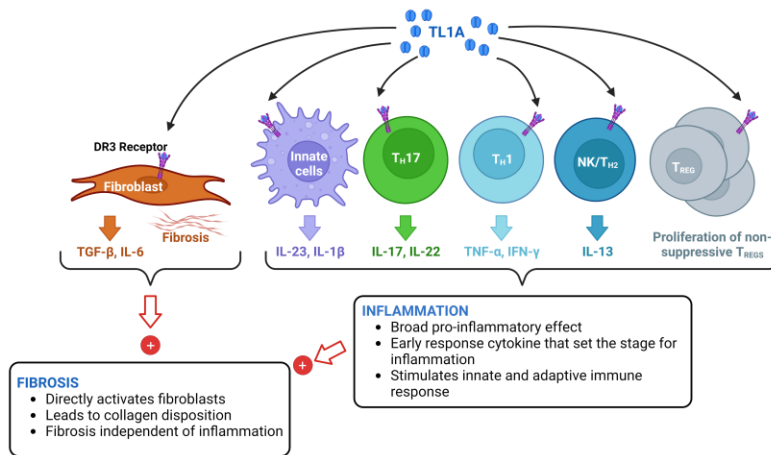 TL1A
DR3 Receptor
Fibroblast
Innate
cells
TH17
TH1
NK/TH2
TREG
Fibrosis
TGF-β, IL-6
IL-23, IL-1β
IL-17, IL-22
TNF-α, IFN-γ
IL-13
Proliferation of non-
suppressive TREGS
+
INFLAMMATION
• Broad pro-inflammatory effect
• Early response cytokine that set the stage for
inflammation
• Stimulates innate and adaptive immune
response
+
FIBROSIS
• Directly activates fibroblasts
• Leads to collagen disposition
• Fibrosis independent of inflammation